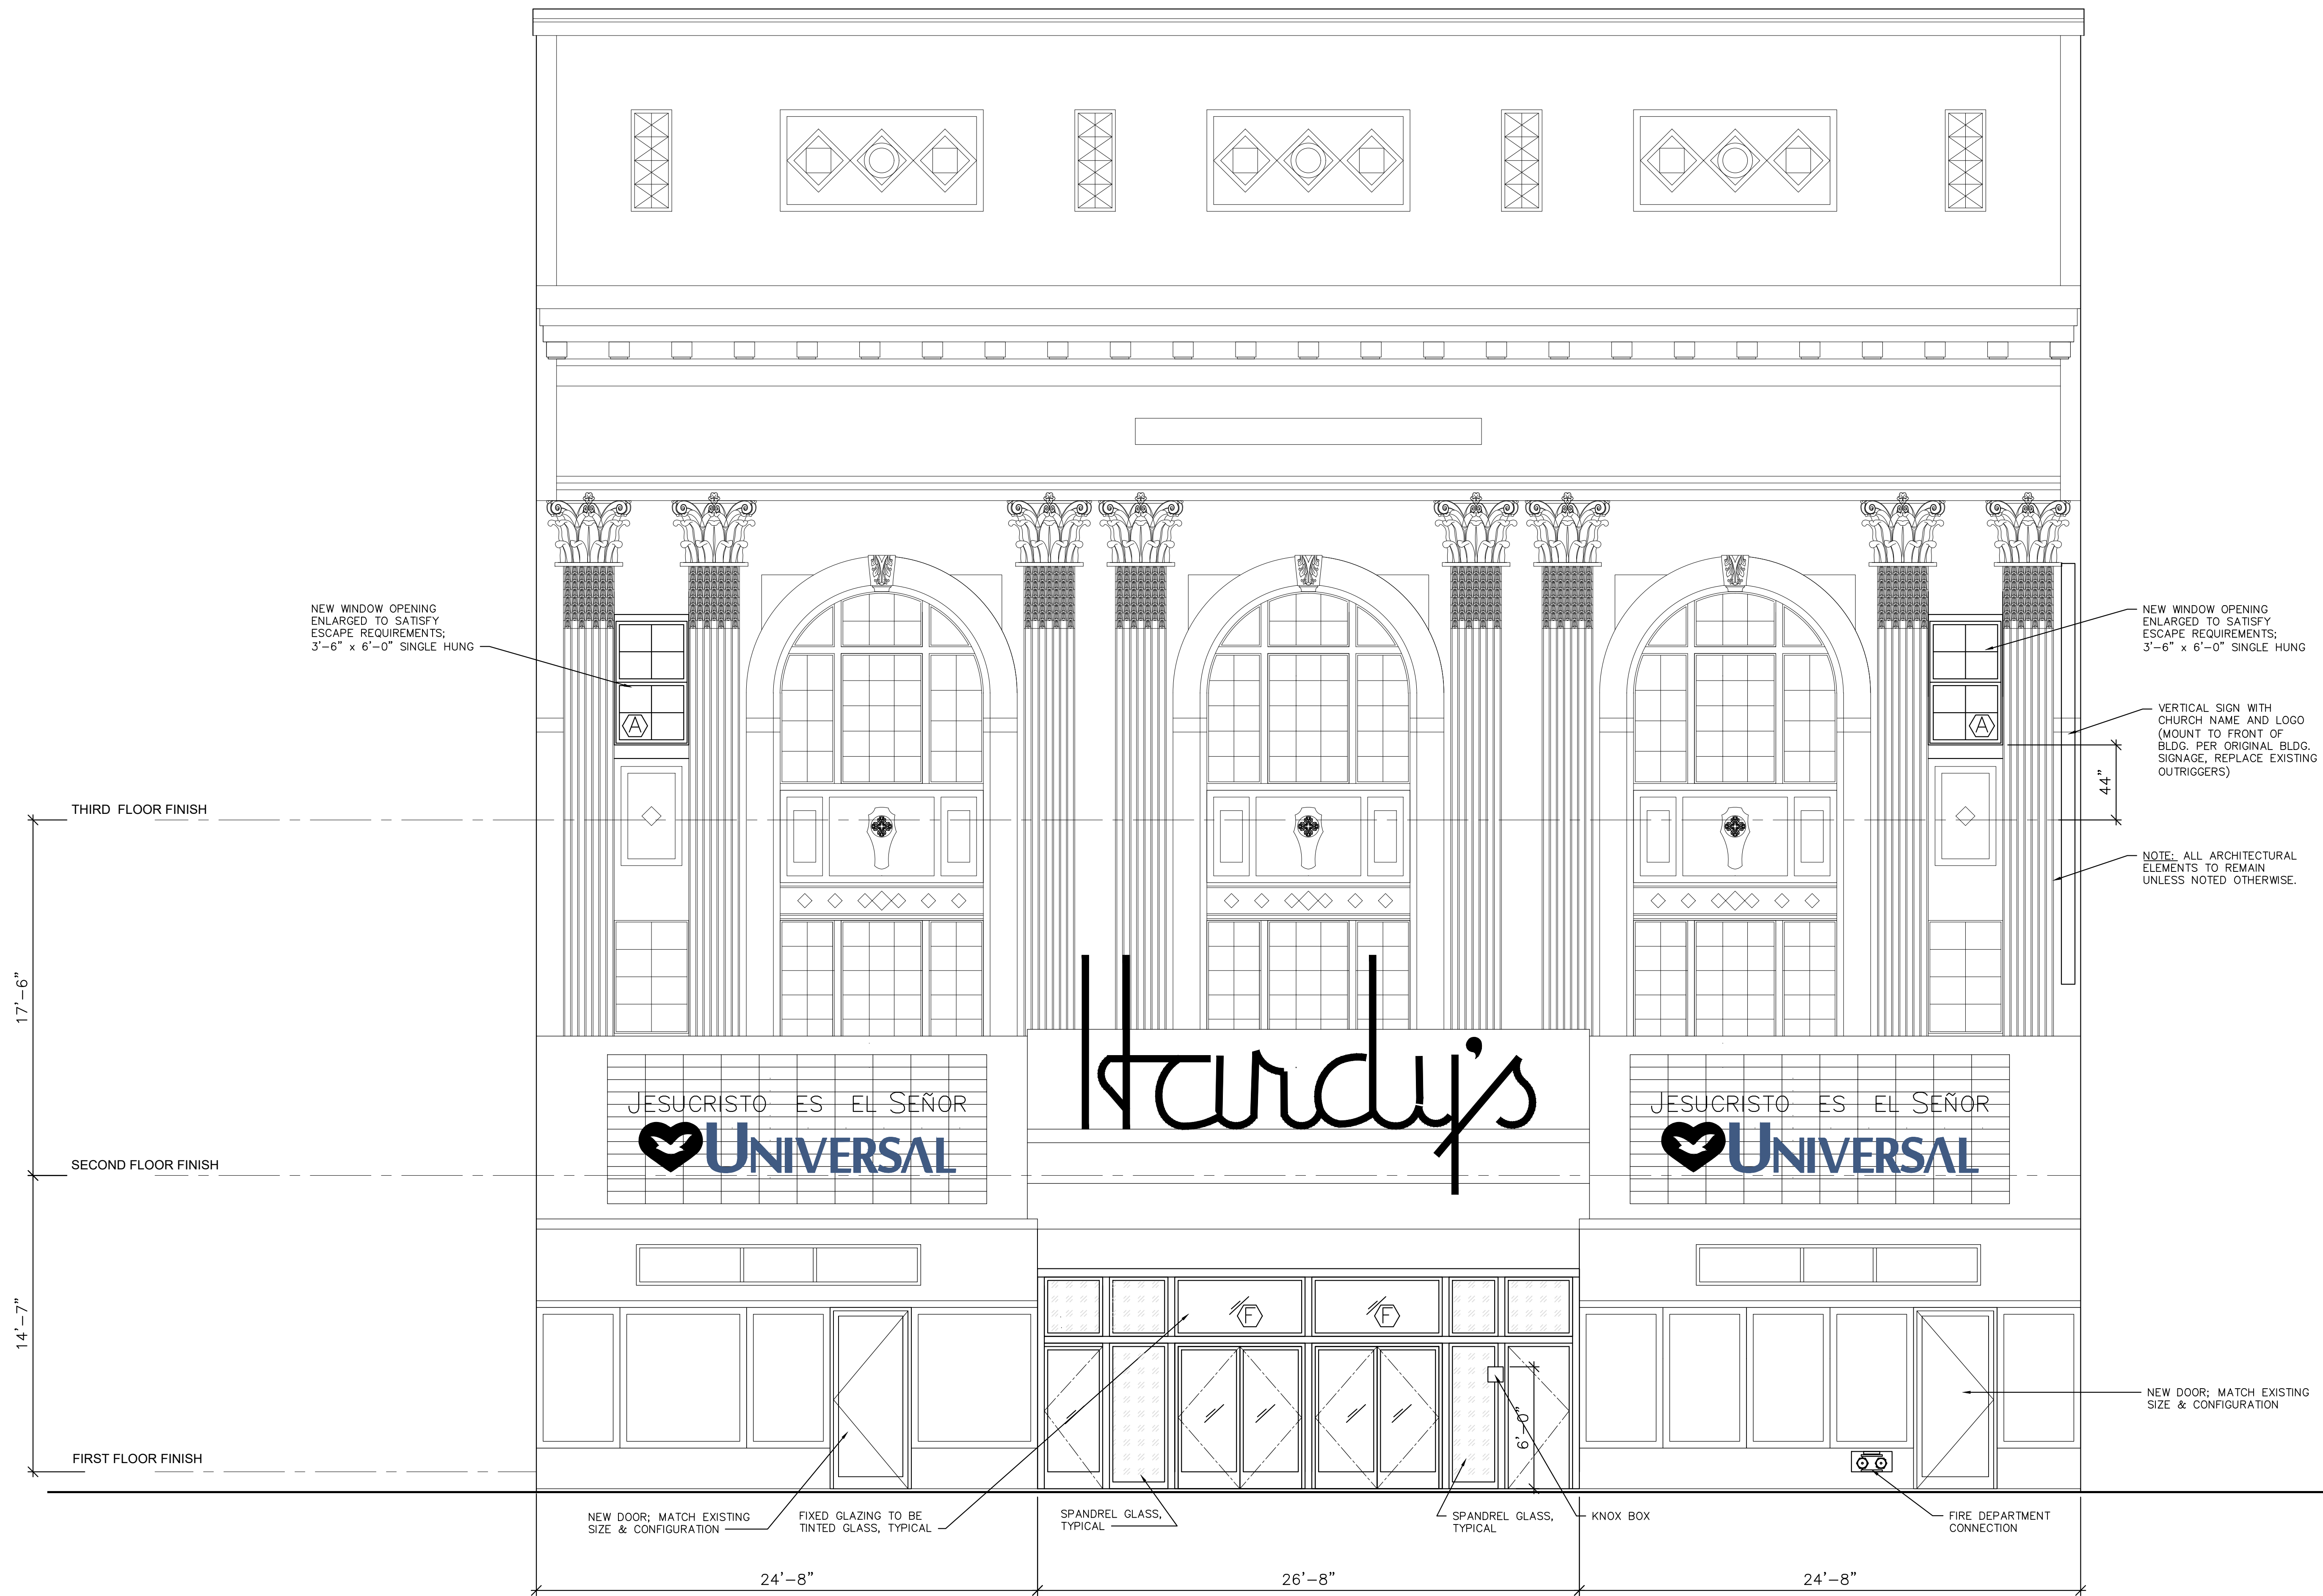 NEW WINDOW OPENING
ENLARGED TO SATISFY
ESCAPE REQUIREMENTS;
3'-6" x 6'-0" SINGLE HUNG
NEW WINDOW OPENING
ENLARGED TO SATISFY
ESCAPE REQUIREMENTS;
3'-6" x 6'-0" SINGLE HUNG
A
A
VERTICAL SIGN WITH
CHURCH NAME AND LOGO
(MOUNT TO FRONT OF
BLDG. PER ORIGINAL BLDG.
SIGNAGE, REPLACE EXISTING
OUTRIGGERS)
44"
THIRD FLOOR FINISH
NOTE: ALL ARCHITECTURAL
ELEMENTS TO REMAIN
UNLESS NOTED OTHERWISE.
17'-6"
Hardy's
JESUCRISTO ES EL SEÑOR
UNIVERSAL
JESUCRISTO ES EL SEÑOR
UNIVERSAL
SECOND FLOOR FINISH
14'-7"
F
F
6'-0"
NEW DOOR; MATCH EXISTING
SIZE & CONFIGURATION
FIRST FLOOR FINISH
NEW DOOR; MATCH EXISTING
SIZE & CONFIGURATION
FIXED GLAZING TO BE
TINTED GLASS, TYPICAL
SPANDREL GLASS,
TYPICAL
SPANDREL GLASS,
TYPICAL
KNOX BOX
FIRE DEPARTMENT
CONNECTION
24'-8"
26'-8"
24'-8"